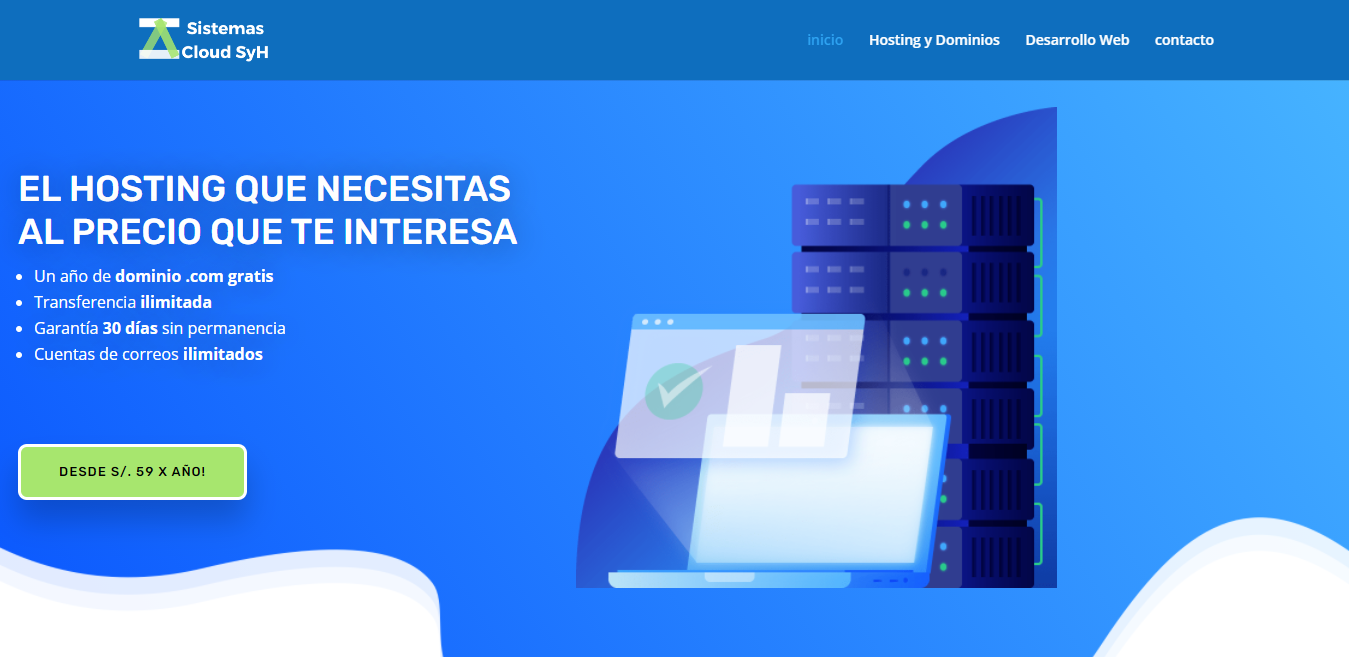 Sistemas
Cloud SyH
inicio
Hosting y Dominios
Desarrollo Web
contacto
EL HOSTING QUE NECESITAS
AL PRECIO QUE TE INTERESA
Un año de dominio .com gratis
Transferencia ilimitada
Garantía 30 días sin permanencia
Cuentas de correos ilimitados
DESDE S/. 59 X AÑO!